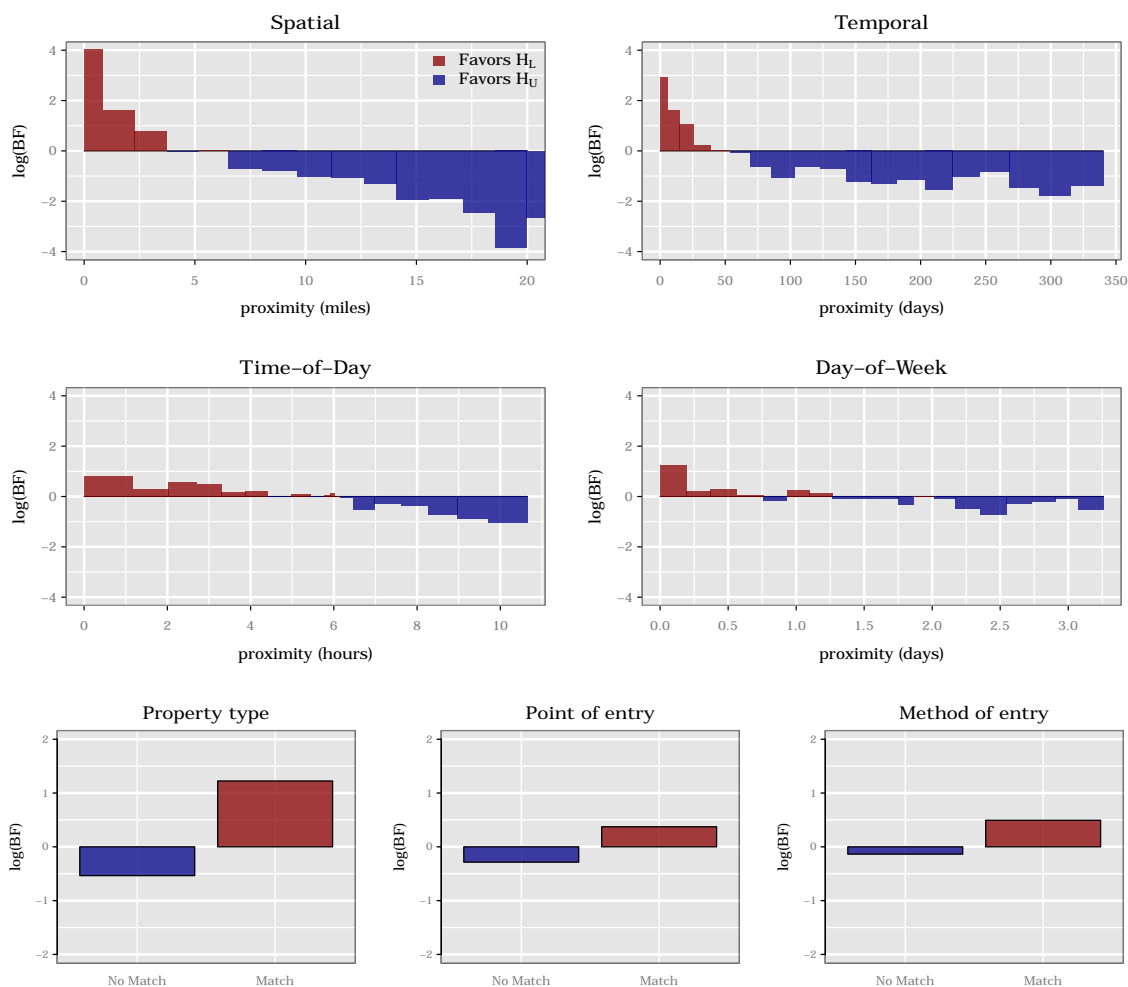 Spatial
4
2
0
−2
−4
log(BF)
Favors H_L
Favors H_U
0 5 10 15 20
proximity (miles)
Temporal
4
2
0
−2
−4
log(BF)
0 50 100 150 200 250 300 350
proximity (days)
Time−of−Day
4
2
0
−2
−4
log(BF)
0 2 4 6 8 10
proximity (hours)
Day−of−Week
4
2
0
−2
−4
log(BF)
0.0 0.5 1.0 1.5 2.0 2.5 3.0
proximity (days)
Property type
2
1
0
−1
−2
log(BF)
No Match Match
Point of entry
2
1
0
−1
−2
log(BF)
No Match Match
Method of entry
2
1
0
−1
−2
log(BF)
No Match Match